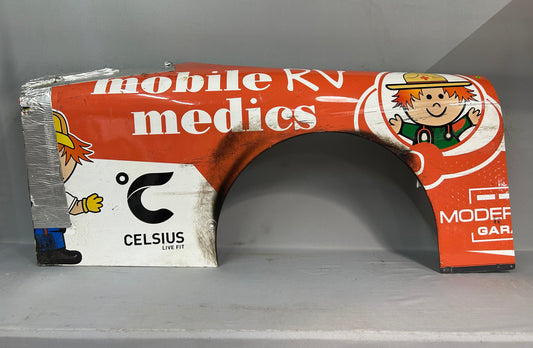 mobile RV
medics
°C
CELSIUS
LIVE FIT
MODER
GARA